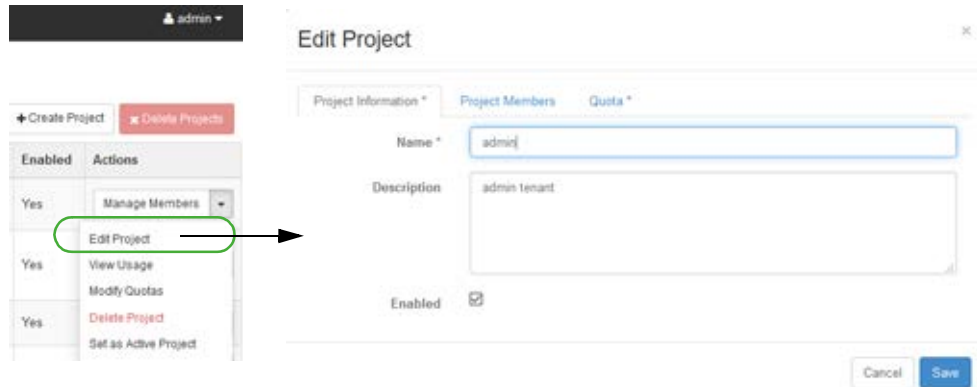 admin
+ Create Project
× Delete Projects
Enabled Actions
Yes Manage Members
Edit Project
Yes View Usage
Modify Quotas
Yes Delete Project
Set as Active Project
Edit Project
×
Project Information * Project Members Quota *
Name * admin
Description admin tenant
Enabled
Cancel Save